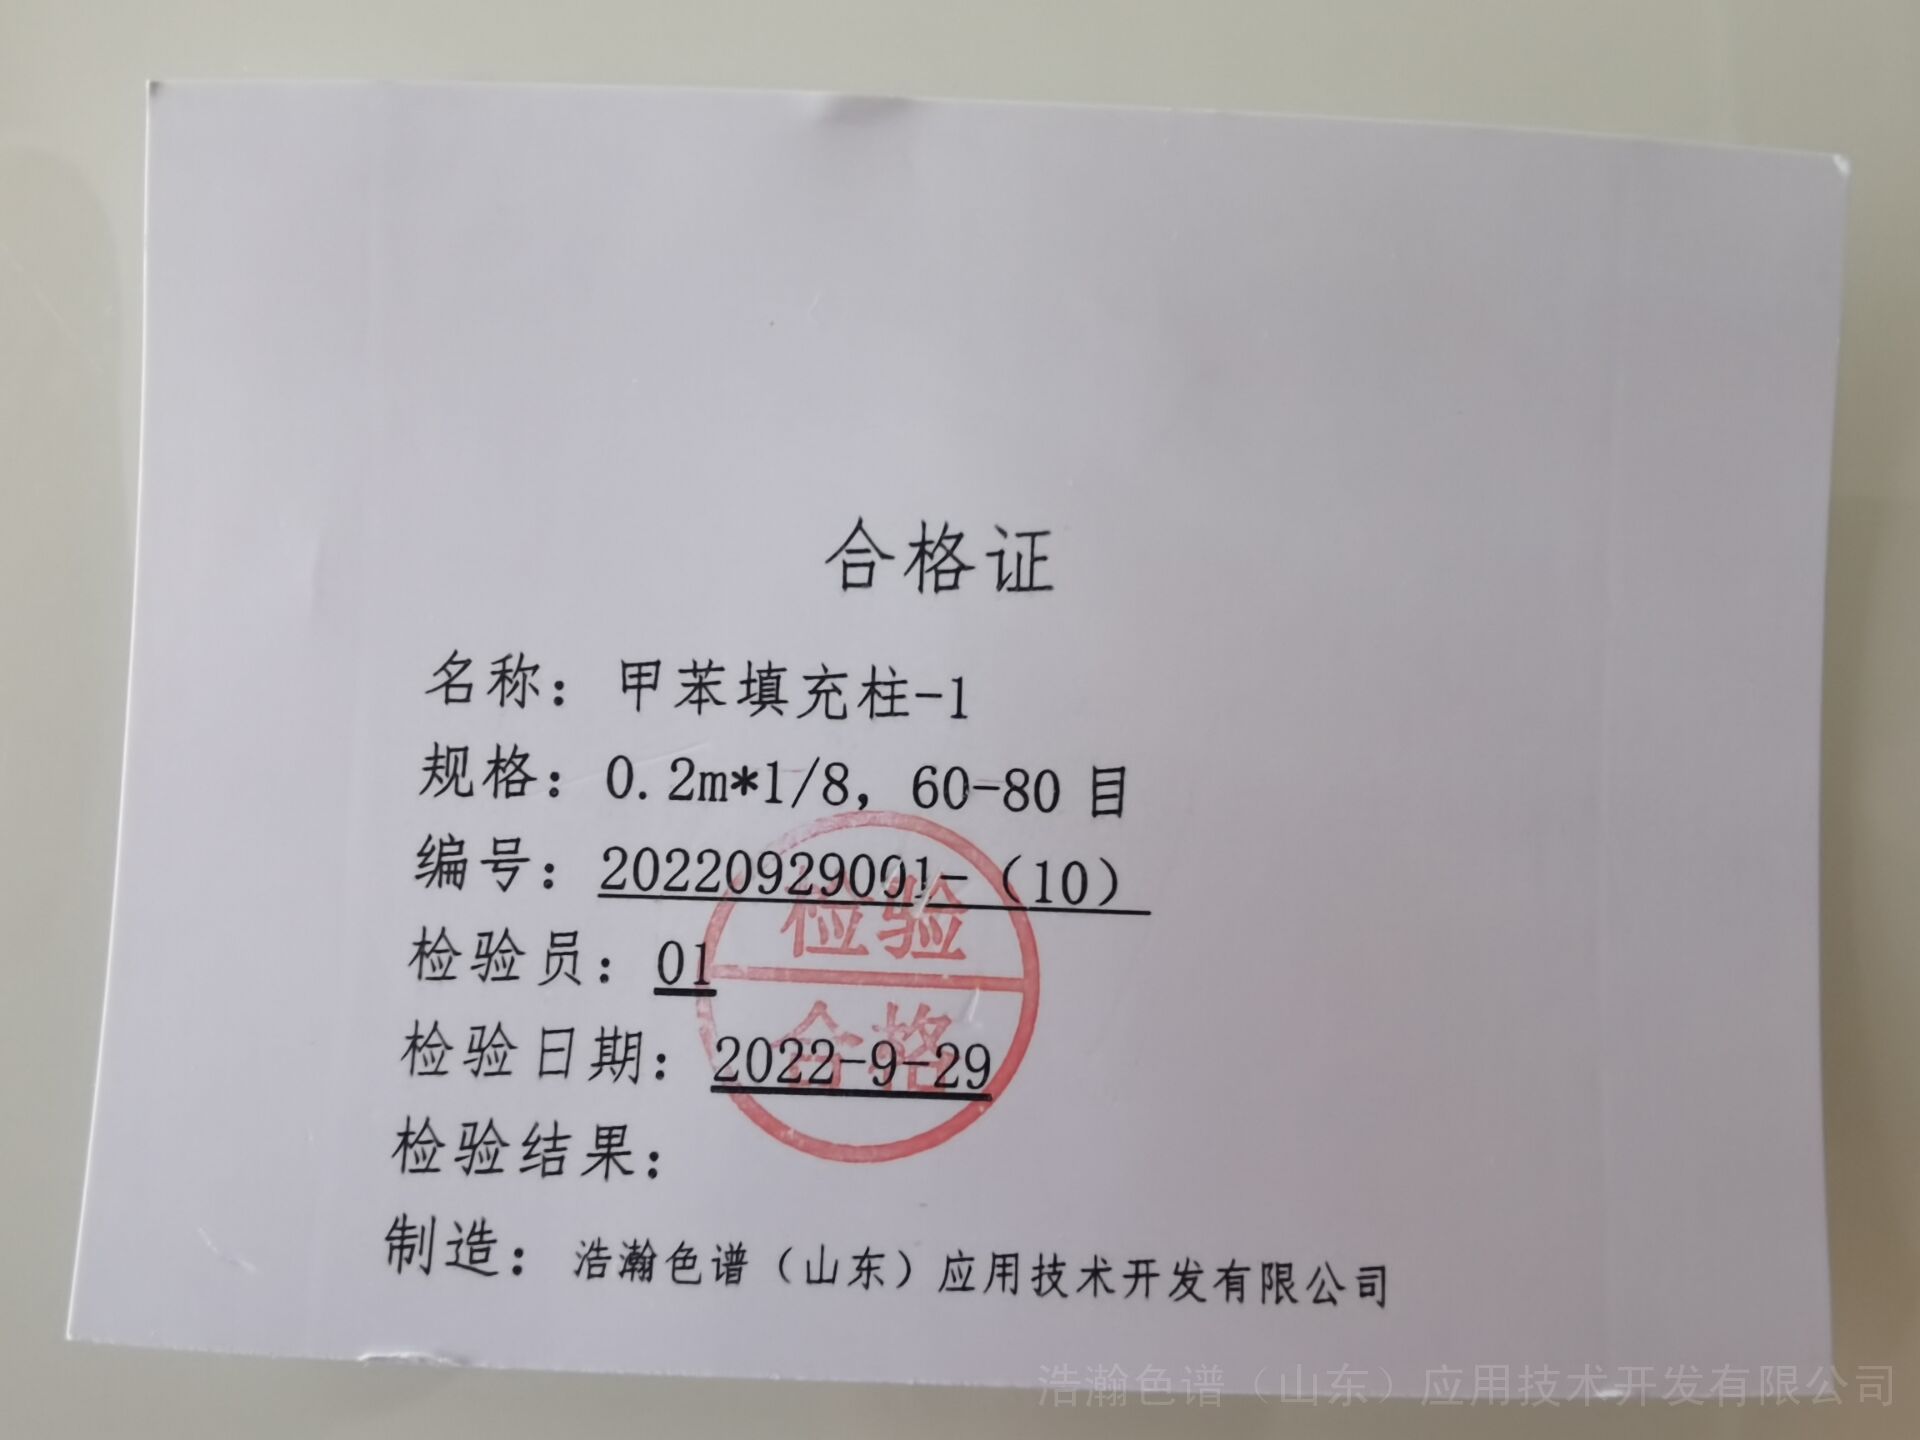 合格证
名称：甲苯填充柱-1
规格：0.2m*1/8，60-80 目
编号：20220929001-（10）
检验员：01
检验日期：2022-9-29
检验结果：
制造：浩瀚色谱（山东）应用技术开发有限公司
检验
合格
浩瀚色谱（山东）应用技术开发有限公司